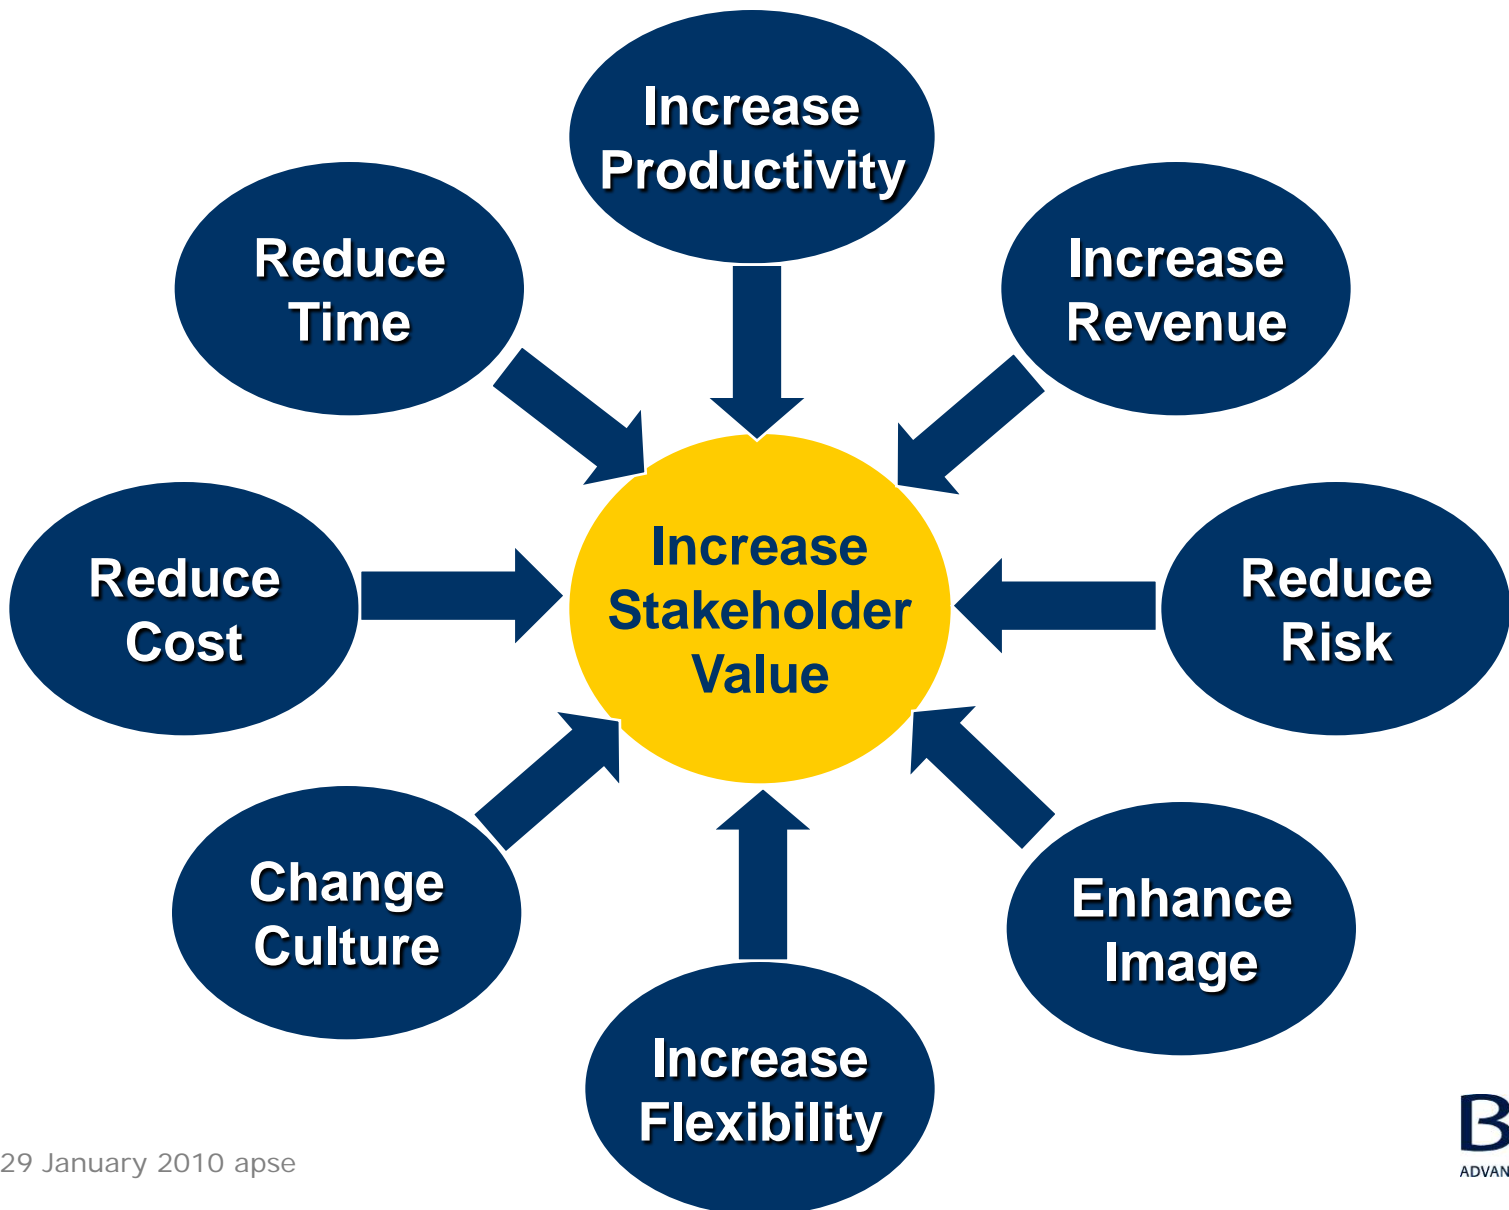 Increase
Productivity
Reduce
Time
Increase
Revenue
Reduce
Cost
Increase
Stakeholder
Value
Reduce
Risk
Change
Culture
Enhance
Image
Increase
Flexibility
29 January 2010 apse
B
ADVAN